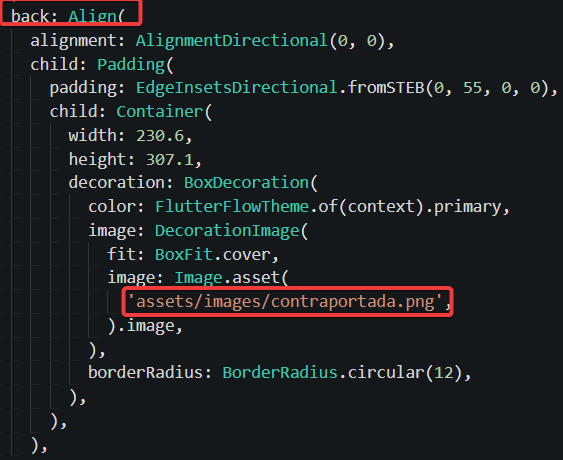 back: Align(
alignment: AlignmentDirectional(0, 0),
child: Padding(
padding: EdgeInsetsDirectional.fromSTEB(0, 55, 0, 0),
child: Container(
width: 230.6,
height: 307.1,
decoration: BoxDecoration(
color: FlutterFlowTheme.of(context).primary,
image: DecorationImage(
fit: BoxFit.cover,
image: Image.asset(
'assets/images/contraportada.png',
).image,
),
borderRadius: BorderRadius.circular(12),
),
),
),